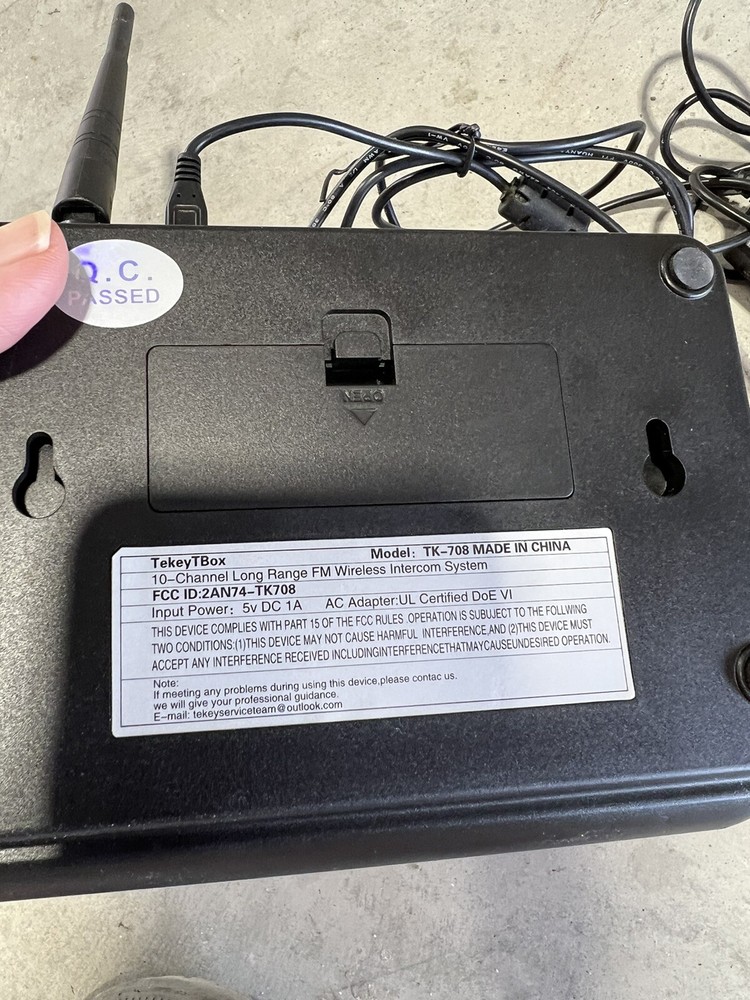 Q.C.
PASSED
OPEN
TekeyTBox Model: TK-708 MADE IN CHINA
10-Channel Long Range FM Wireless Intercom System
FCC ID:2AN74-TK708
Input Power: 5v DC 1A AC Adapter:UL Certified DoE VI
THIS DEVICE COMPLIES WITH PART 15 OF THE FCC RULES .OPERATION IS SUBUJECT TO THE FOLLWING
TWO CONDITIONS:(1)THIS DEVICE MAY NOT CAUSE HARMFUL INTERFERENCE,AND (2)THIS DEVICE MUST
ACCEPT ANY INTERFERENCE RECEIVED INCLUDINGINTERFERENCETHATMAYCAUSEUNDESIRED OPERATION.
Note:
If meeting any problems during using this device,please contac us.
we will give your professional guidance.
E-mail: tekeyserviceteam@outlook.com